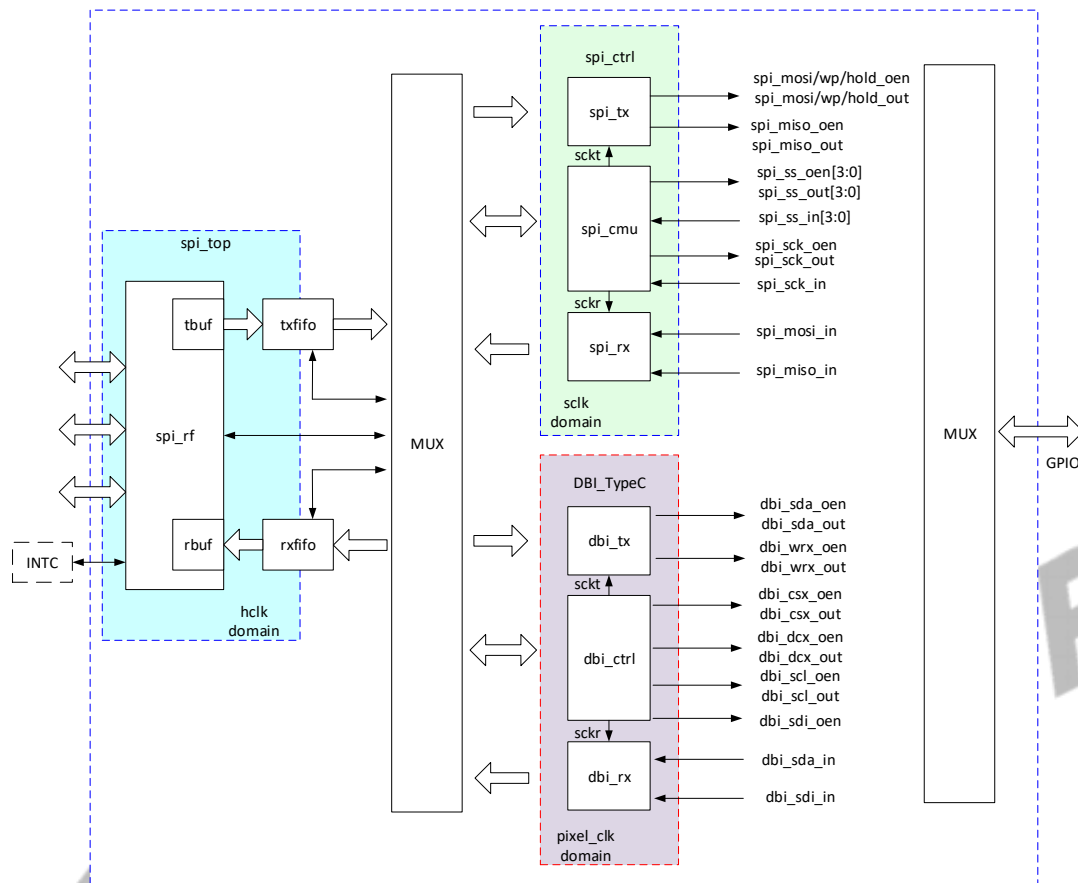 spi_ctrl
spi_tx
sckt
spi_cmu
sckr
spi_rx
sclk
domain
spi_mosi/wp/hold_oen
spi_mosi/wp/hold_out
spi_miso_oen
spi_miso_out
spi_ss_oen[3:0]
spi_ss_out[3:0]
spi_ss_in[3:0]
spi_sck_oen
spi_sck_out
spi_sck_in
spi_mosi_in
spi_miso_in
spi_top
tbuf
txfifo
spi_rf
rbuf
rxfifo
hclk
domain
INTC
MUX
MUX
GPIO
DBI_TypeC
dbi_tx
sckt
dbi_ctrl
sckr
dbi_rx
pixel_clk
domain
dbi_sda_oen
dbi_sda_out
dbi_wrx_oen
dbi_wrx_out
dbi_csx_oen
dbi_csx_out
dbi_dcx_oen
dbi_dcx_out
dbi_scl_oen
dbi_scl_out
dbi_sdi_oen
dbi_sda_in
dbi_sdi_in